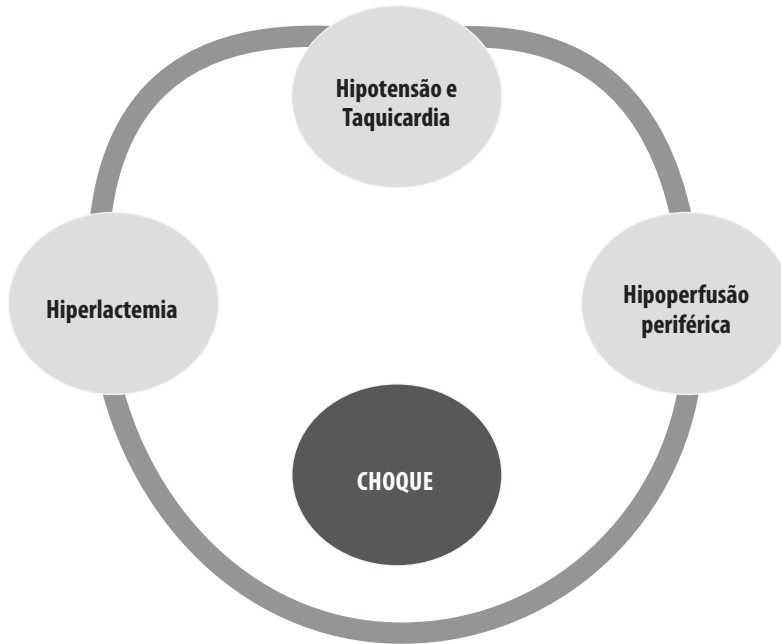 Hipotensão e
Taquicardia
Hiperlactemia
Hipoperfusão
periférica
CHOQUE